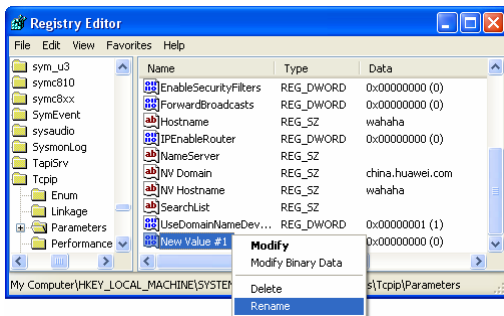 Registry Editor
File Edit View Favorites Help
sym_u3
symc810
symc8xx
SymEvent
sysaudio
SysmonLog
TapiSrv
Tcpip
Enum
Linkage
Parameters
Performance
Name Type Data
EnableSecurityFilters REG_DWORD 0x00000000 (0)
ForwardBroadcasts REG_DWORD 0x00000000 (0)
Hostname REG_SZ wahaha
IPEnableRouter REG_DWORD 0x00000000 (0)
NameServer REG_SZ
NV Domain REG_SZ china.huawei.com
NV Hostname REG_SZ wahaha
SearchList REG_SZ
UseDomainNameDev... REG_DWORD 0x00000001 (1)
New Value #1 0x00000000 (0)
Modify
Modify Binary Data
Delete
Rename
My Computer\HKEY_LOCAL_MACHINE\SYSTEM s\Tcpip\Parameters